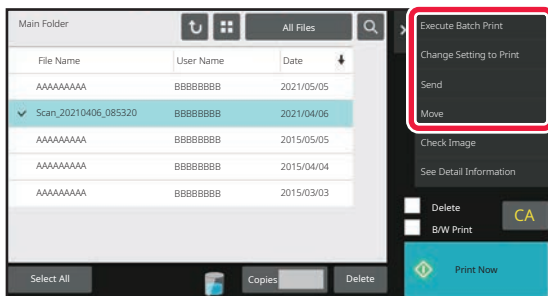 Main Folder
All Files
File Name User Name Date
AAAAAAAAA BBBBBBBB 2021/05/05
Scan_20210406_085320 BBBBBBBB 2021/04/06
AAAAAAAAA BBBBBBBB 2015/05/05
AAAAAAAAA BBBBBBBB 2015/04/04
AAAAAAAAA BBBBBBBB 2015/03/03
Select All
Copies
Delete
Execute Batch Print
Change Setting to Print
Send
Move
Check Image
See Detail Information
Delete
B/W Print
CA
Print Now